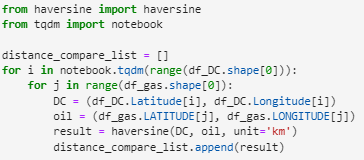 from haversine import haversine
from tqdm import notebook

distance_compare_list = []
for i in notebook.tqdm(range(df_DC.shape[0])):
    for j in range(df_gas.shape[0]):
        DC = (df_DC.Latitude[i], df_DC.Longitude[i])
        oil = (df_gas.LATITUDE[j], df_gas.LONGITUDE[j])
        result = haversine(DC, oil, unit='km')
        distance_compare_list.append(result)